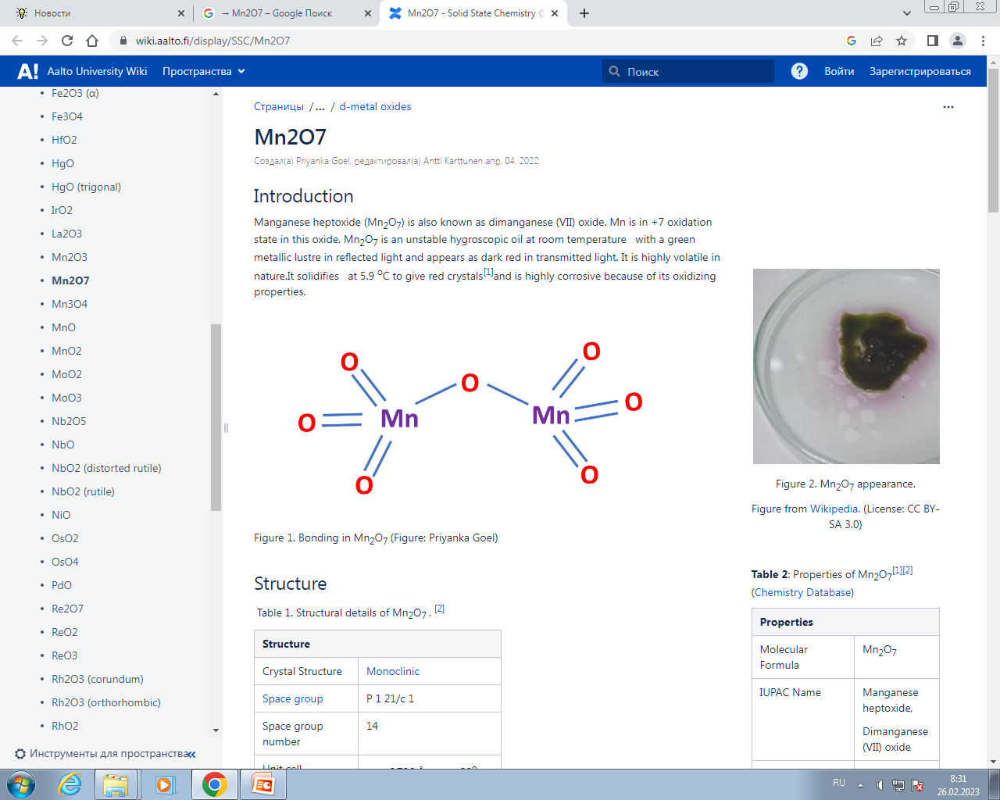 Новости
→ Mn2O7 – Google Поиск
Mn2O7 - Solid State Chemistry
wiki.aalto.fi/display/SSC/Mn2O7
A! Aalto University Wiki Пространства Поиск Войти Зарегистрироваться
Fe2O3 (α)
Fe3O4
HfO2
HgO
HgO (trigonal)
IrO2
La2O3
Mn2O3
Mn2O7
Mn3O4
MnO
MnO2
MoO2
MoO3
Nb2O5
NbO
NbO2 (distorted rutile)
NbO2 (rutile)
NiO
OsO2
OsO4
PdO
Re2O7
ReO2
ReO3
Rh2O3 (corundum)
Rh2O3 (orthorhombic)
RhO2
Инструменты для пространства «
Страницы /... / d-metal oxides
Mn2O7
Создал(а) Priyanka Goel, редактировал(а) Antti Karttunen апр. 04, 2022
Introduction
Manganese heptoxide (Mn2O7) is also known as dimanganese (VII) oxide. Mn is in +7 oxidation
state in this oxide. Mn2O7 is an unstable hygroscopic oil at room temperature with a green
metallic lustre in reflected light and appears as dark red in transmitted light. It is highly volatile in
nature.It solidifies at 5.9 oC to give red crystals[1]and is highly corrosive because of its oxidizing
properties.
O O
O O O
Mn Mn
O O
Figure 1. Bonding in Mn2O7 (Figure: Priyanka Goel)
Structure
Table 1. Structural details of Mn2O7 . [2]
Structure
Crystal Structure Monoclinic
Space group P 1 21/c 1
Space group 14
number
Unit cell
Figure 2. Mn2O7 appearance.
Figure from Wikipedia. (License: CC BY-
SA 3.0)
Table 2: Properties of Mn2O7[1][2]
(Chemistry Database)
Properties
Molecular Mn2O7
Formula
IUPAC Name Manganese
heptoxide,
Dimanganese
(VII) oxide
RU
8:31
26.02.2023